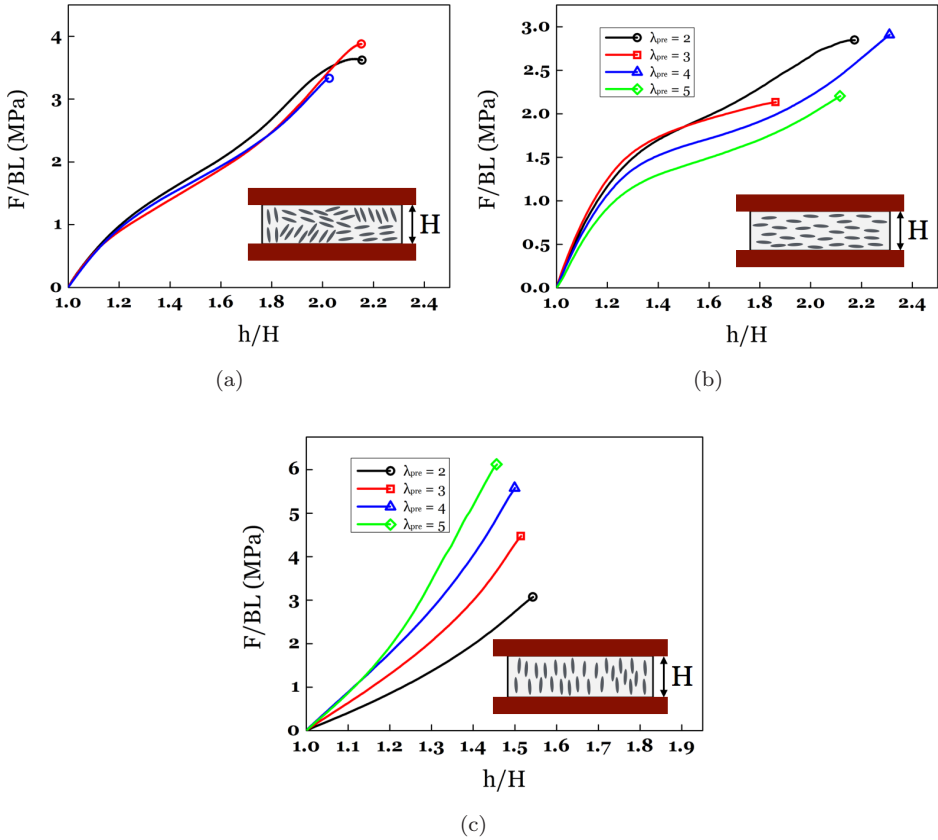 4
3
2
1
0
F/BL (MPa)
1.0 1.2 1.4 1.6 1.8 2.0 2.2 2.4
h/H
H
(a)
3.0
2.5
2.0
1.5
1.0
0.5
0.0
F/BL (MPa)
λpre = 2
λpre = 3
λpre = 4
λpre = 5
1.0 1.2 1.4 1.6 1.8 2.0 2.2 2.4
h/H
H
(b)
6
5
4
3
2
1
0
F/BL (MPa)
λpre = 2
λpre = 3
λpre = 4
λpre = 5
1.0 1.1 1.2 1.3 1.4 1.5 1.6 1.7 1.8 1.9
h/H
H
(c)